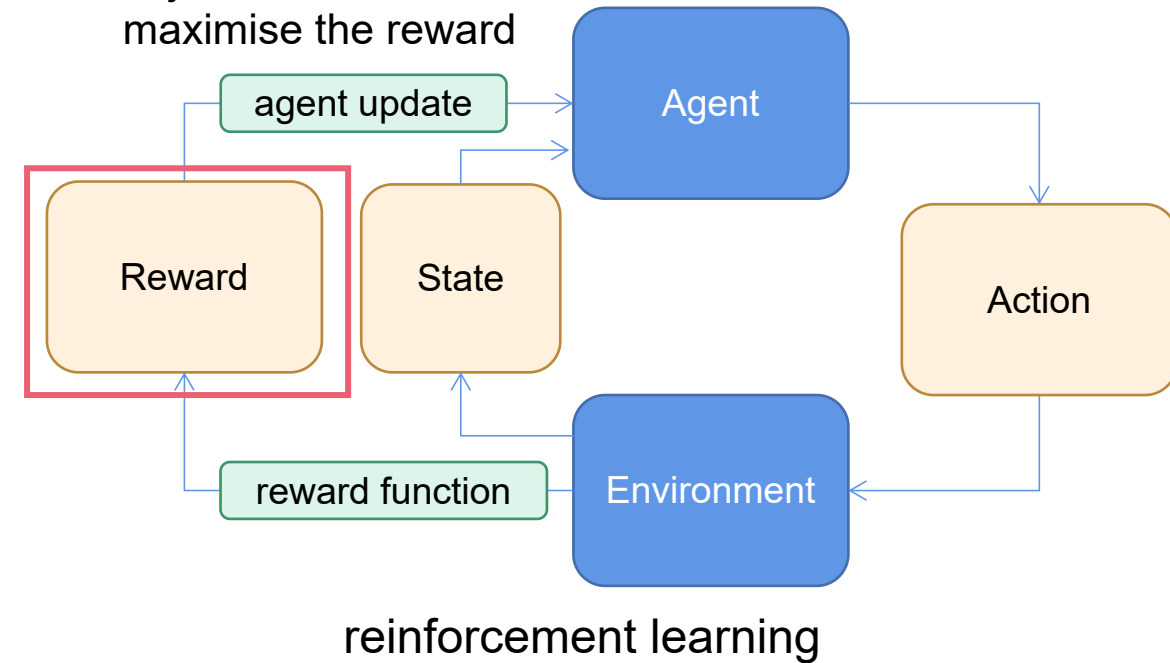 maximise the reward
agent update
Agent
Reward
State
Action
reward function
Environment
reinforcement learning